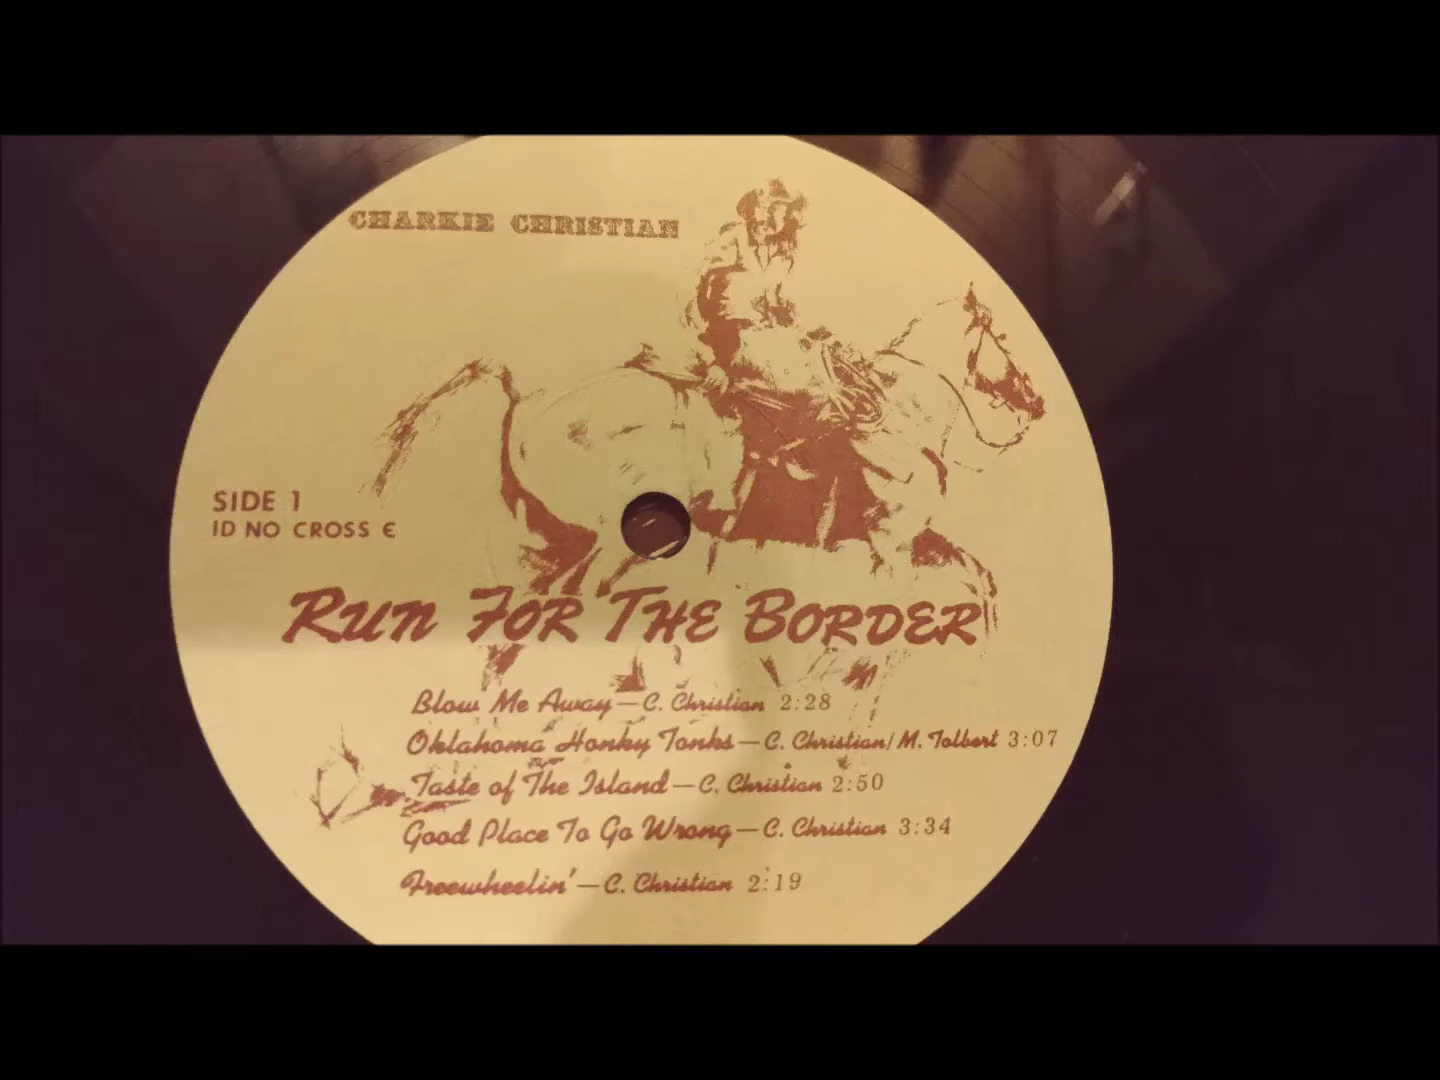 CHARKIE CHRISTIAN
SIDE 1
ID NO CROSS €
RUN FOR THE BORDER
Blow Me Away—C. Christian 2:28
Oklahoma Honky Tonks—C. Christian/M. Tolbert 3:07
Taste of The Island—C. Christian 2:50
Good Place To Go Wrong—C. Christian 3:34
Freewheelin'—C. Christian 2:19